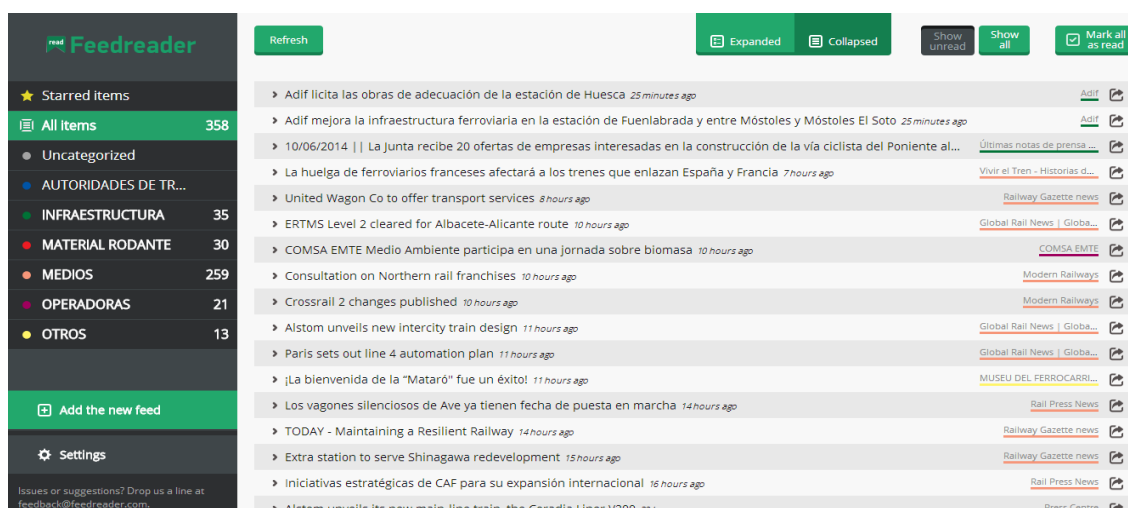 read Feedreader
Refresh
Expanded
Collapsed
Show unread
Show all
Mark all as read
Starred items
All items 358
Uncategorized
AUTORIDADES DE TR...
INFRAESTRUCTURA 35
MATERIAL RODANTE 30
MEDIOS 259
OPERADORAS 21
OTROS 13
Add the new feed
Settings
Issues or suggestions? Drop us a line at
feedback@feedreader.com.
Adif licita las obras de adecuación de la estación de Huesca 25 minutes ago Adif
Adif mejora la infraestructura ferroviaria en la estación de Fuenlabrada y entre Móstoles y Móstoles El Soto 25 minutes ago Adif
10/06/2014 || La Junta recibe 20 ofertas de empresas interesadas en la construcción de la vía ciclista del Poniente al... Últimas notas de prensa ...
La huelga de ferroviarios franceses afectará a los trenes que enlazan España y Francia 7 hours ago Vivir el Tren - Historias d...
United Wagon Co to offer transport services 8 hours ago Railway Gazette news
ERTMS Level 2 cleared for Albacete-Alicante route 10 hours ago Global Rail News | Globa...
COMSA EMTE Medio Ambiente participa en una jornada sobre biomasa 10 hours ago COMSA EMTE
Consultation on Northern rail franchises 10 hours ago Modern Railways
Crossrail 2 changes published 10 hours ago Modern Railways
Alstom unveils new intercity train design 11 hours ago Global Rail News | Globa...
Paris sets out line 4 automation plan 11 hours ago Global Rail News | Globa...
¡La bienvenida de la “Mataró” fue un éxito! 11 hours ago MUSEU DEL FERROCARRI...
Los vagones silenciosos de Ave ya tienen fecha de puesta en marcha 14 hours ago Rail Press News
TODAY - Maintaining a Resilient Railway 14 hours ago Railway Gazette news
Extra station to serve Shinagawa redevelopment 15 hours ago Railway Gazette news
Iniciativas estratégicas de CAF para su expansión internacional 16 hours ago Rail Press News
Alstom unveils its new main-line train, the Coradia Liner V200 Press Centre